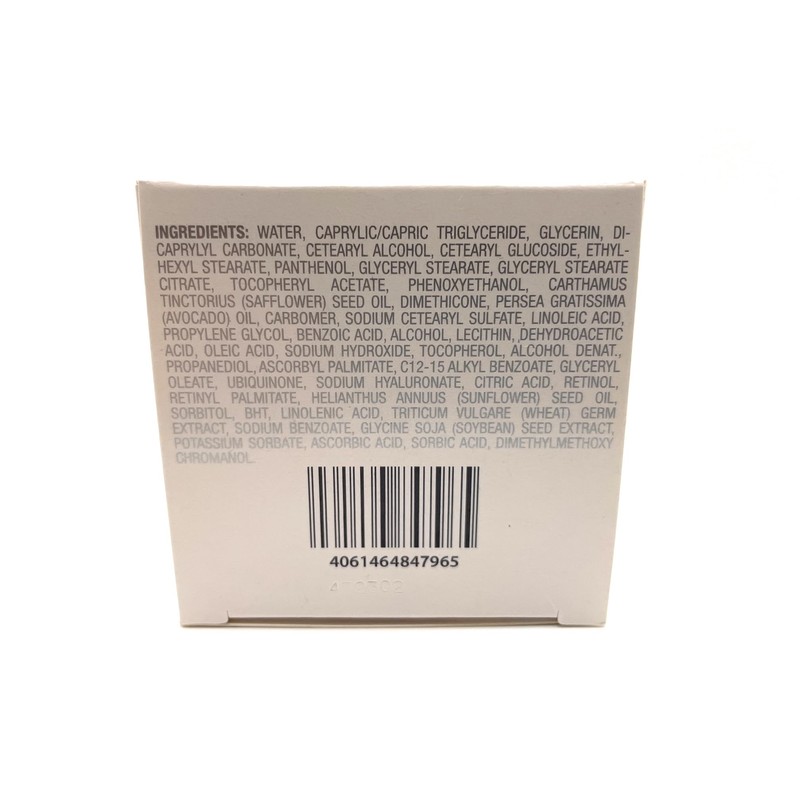 INGREDIENTS: WATER, CAPRYLIC/CAPRIC TRIGLYCERIDE, GLYCERIN, DI-
CAPRYLYL CARBONATE, CETEARYL ALCOHOL, CETEARYL GLUCOSIDE, ETHYL-
HEXYL STEARATE, PANTHENOL, GLYCERYL STEARATE, GLYCERYL STEARATE
CITRATE, TOCOPHERYL ACETATE, PHENOXYETHANOL, CARTHAMUS
TINCTORIUS (SAFFLOWER) SEED OIL, DIMETHICONE, PERSEA GRATISSIMA
(AVOCADO) OIL, CARBOMER, SODIUM CETEARYL SULFATE, LINOLEIC ACID,
PROPYLENE GLYCOL, BENZOIC ACID, ALCOHOL, LECITHIN, DEHYDROACETIC
ACID, OLEIC ACID, SODIUM HYDROXIDE, TOCOPHEROL, ALCOHOL DENAT.,
PROPANEDIOL, ASCORBYL PALMITATE, C12-15 ALKYL BENZOATE, GLYCERYL
OLEATE, UBIQUINONE, SODIUM HYALURONATE, CITRIC ACID, RETINOL,
RETINYL PALMITATE, HELIANTHUS ANNUUS (SUNFLOWER) SEED OIL,
SORBITOL, BHT, LINOLENIC ACID, TRITICUM VULGARE (WHEAT) GERM
EXTRACT, SODIUM BENZOATE, GLYCINE SOJA (SOYBEAN) SEED EXTRACT,
POTASSIUM SORBATE, ASCORBIC ACID, SORBIC ACID, DIMETHYLMETHOXY
CHROMANOL.
4061464847965